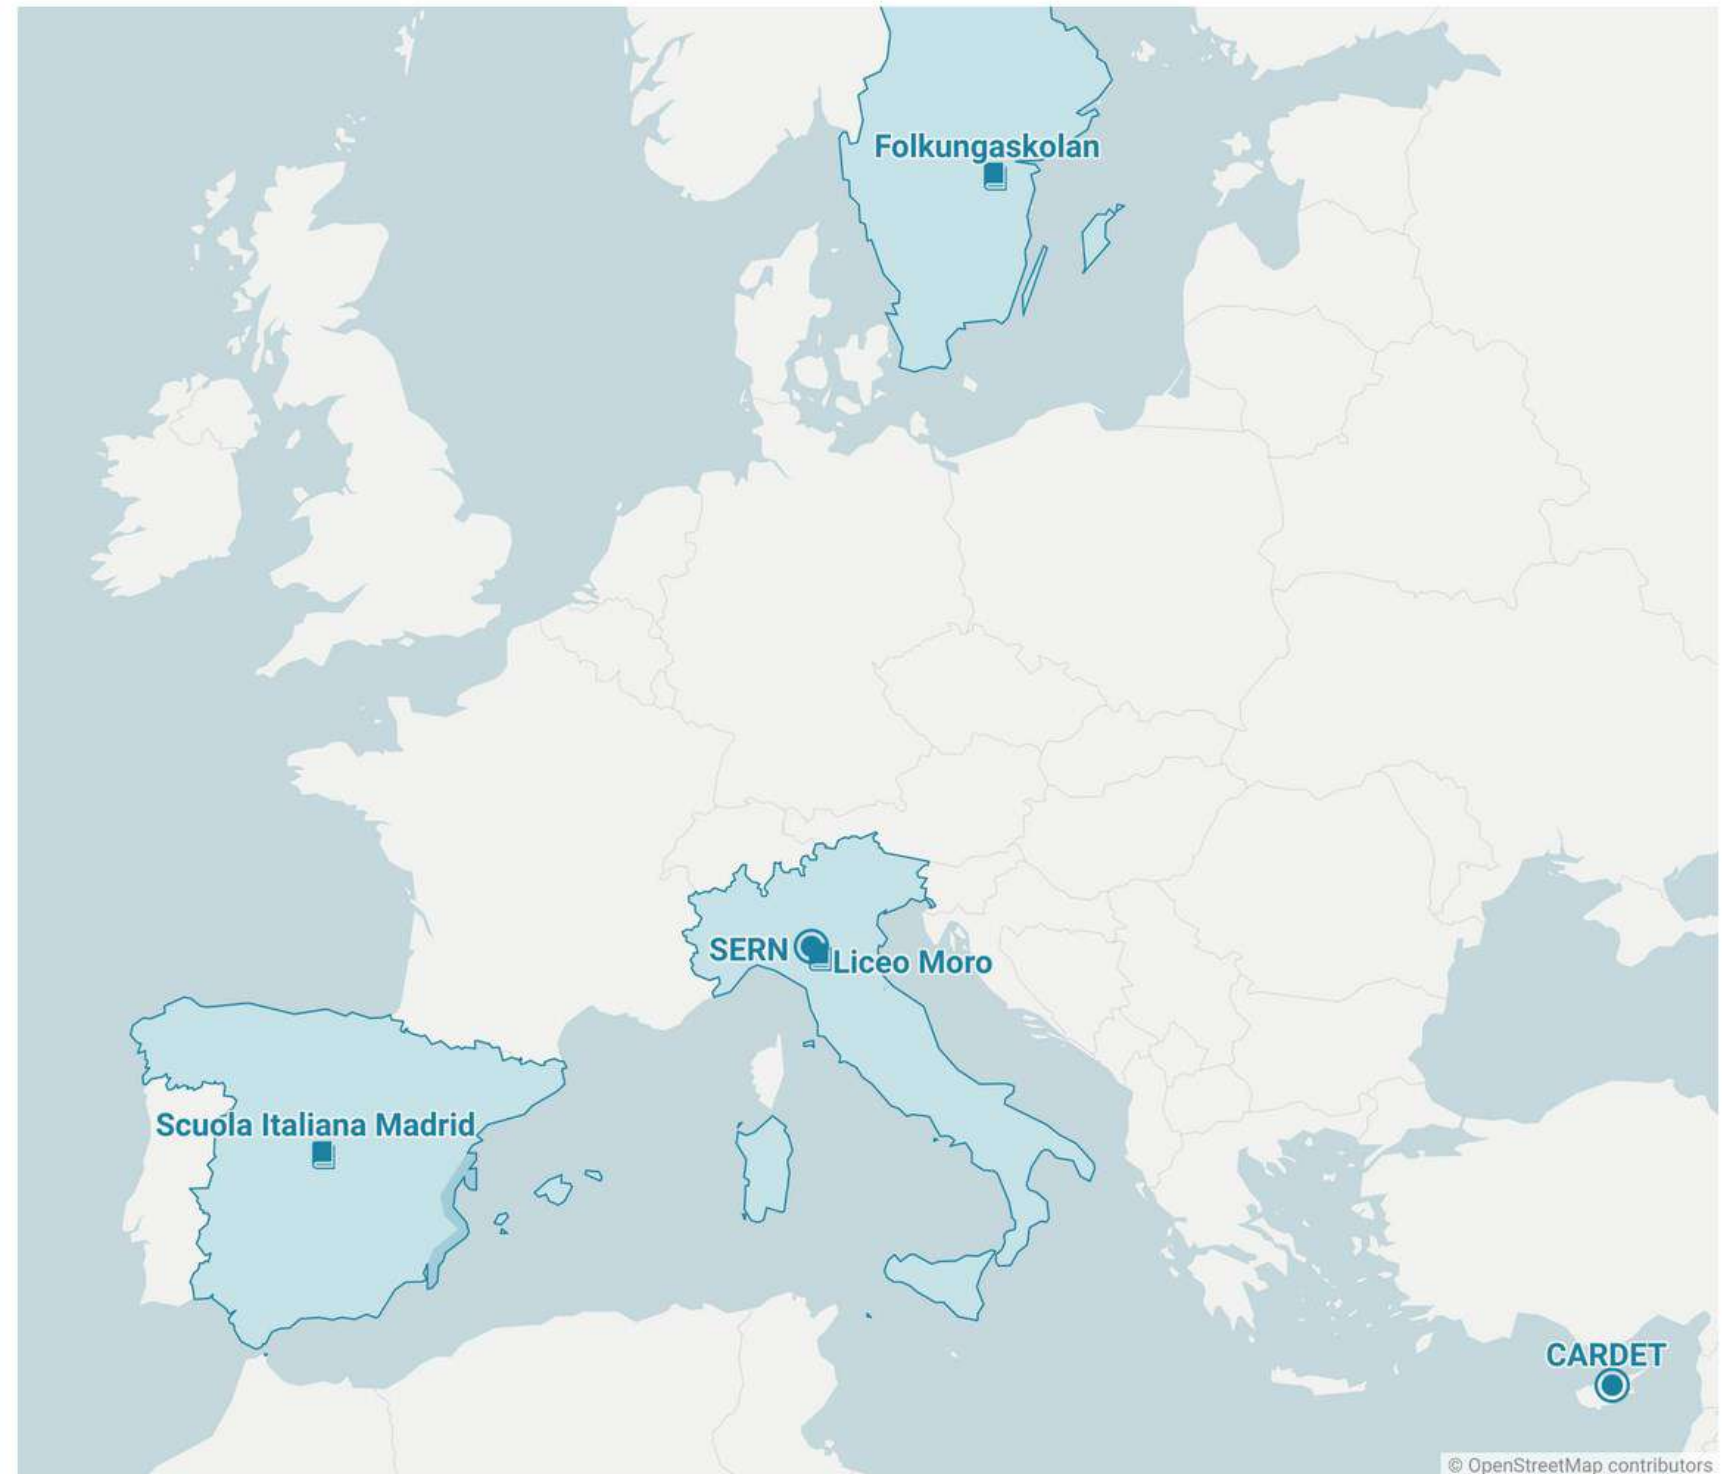 Folkungaskolan
SERN
Liceo Moro
Scuola Italiana Madrid
CARDET
© OpenStreetMap contributors